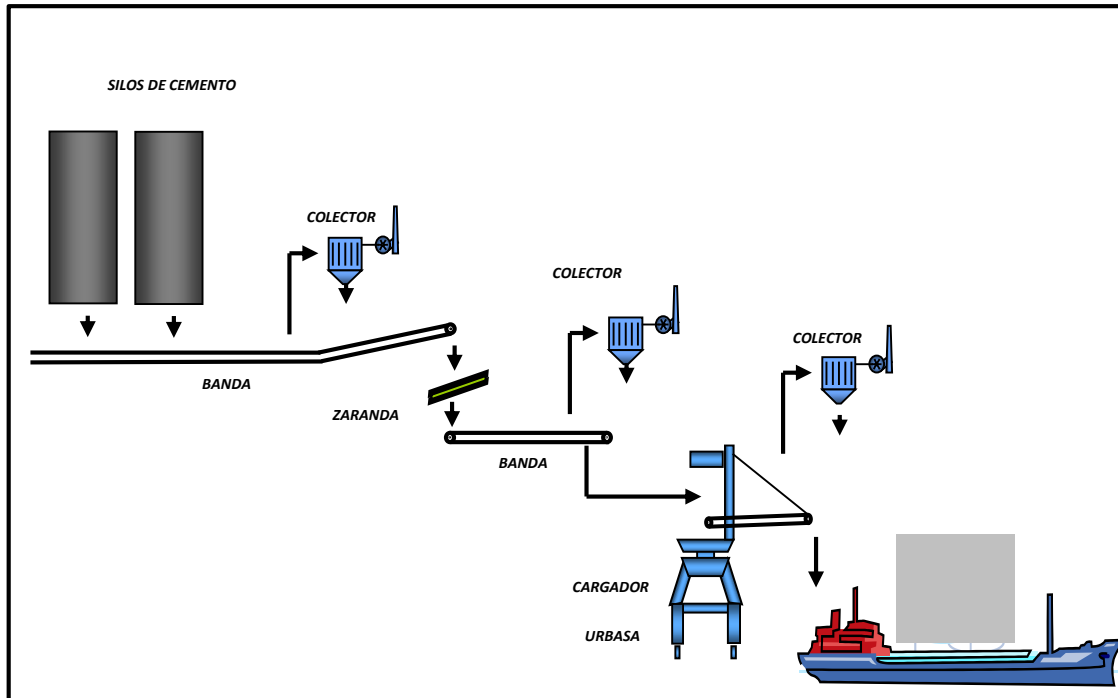 SILOS DE CEMENTO
COLECTOR
COLECTOR
COLECTOR
BANDA
ZARANDA
BANDA
CARGADOR
URBASA